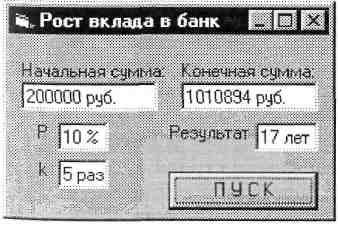 Рост вклада в банк
Начальная сумма: Конечная сумма:
200000 руб. 1010894 руб.
Р 10 % Результат 17 лет
k 5 раз
ПУСК